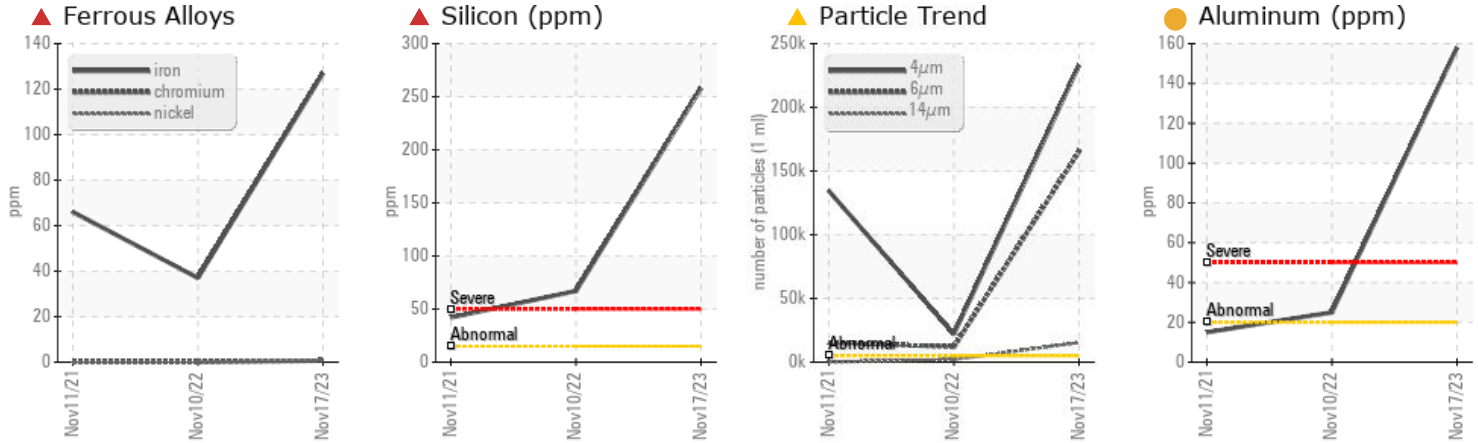 Ferrous Alloys
140
120
100
80
60
40
20
0
ppm
iron
chromium
nickel
Nov11/21
Nov10/22
Nov17/23
Silicon (ppm)
300
250
200
150
100
50
0
ppm
Severe
Abnormal
Nov11/21
Nov10/22
Nov17/23
Particle Trend
250k
200k
150k
100k
50k
0k
number of particles (1 ml)
4μm
6μm
14μm
Abnormal
Nov11/21
Nov10/22
Nov17/23
Aluminum (ppm)
160
140
120
100
80
60
40
20
0
ppm
Severe
Abnormal
Nov11/21
Nov10/22
Nov17/23